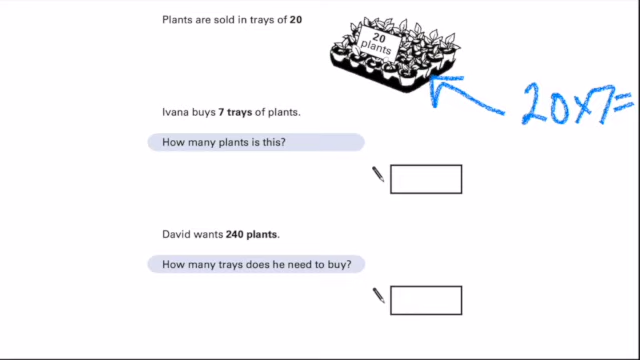 Plants are sold in trays of 20
20
plants
20x7=
Ivana buys 7 trays of plants.
How many plants is this?
David wants 240 plants.
How many trays does he need to buy?